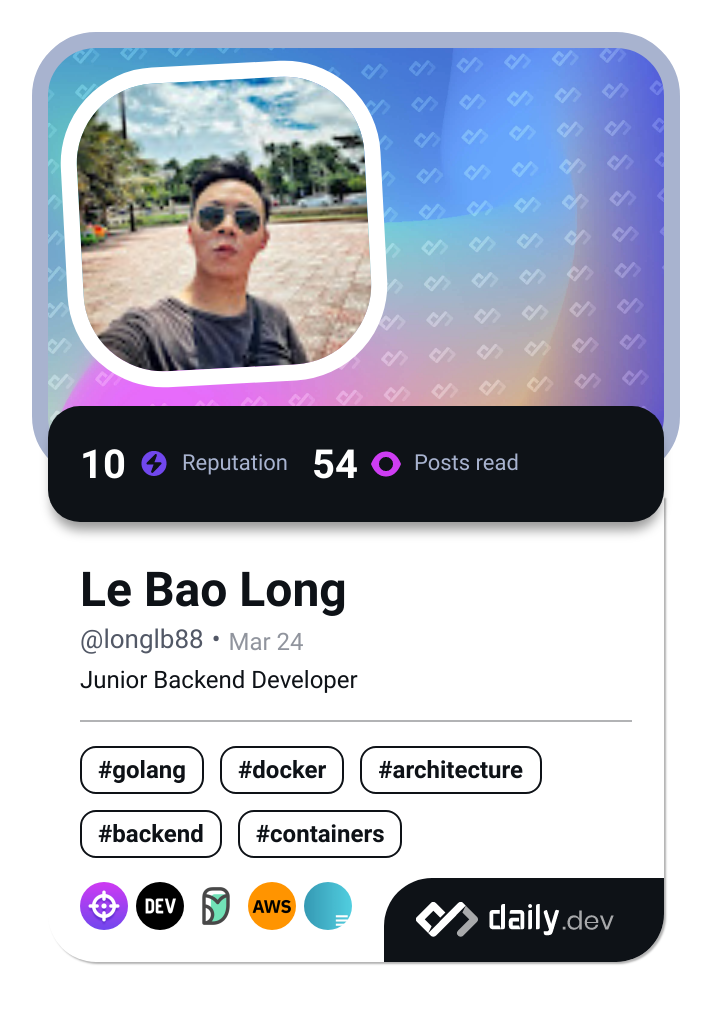 10 Reputation 54 Posts read
Le Bao Long
@longlb88 • Mar 24
Junior Backend Developer
#golang #docker #architecture
#backend #containers
DEV AWS
daily.dev